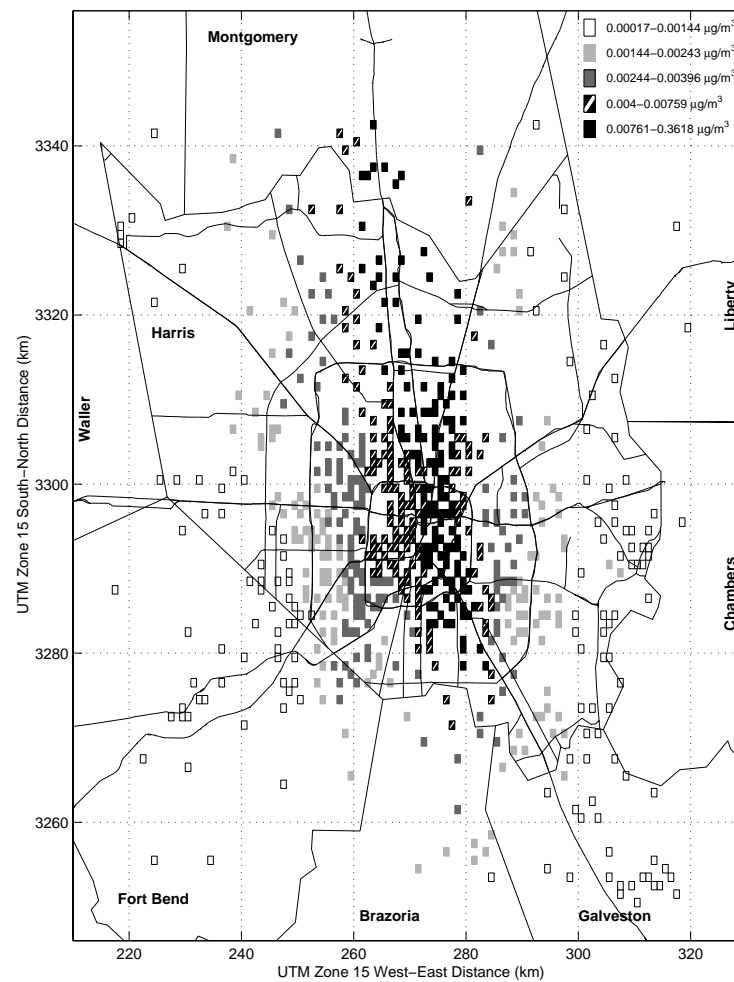 Montgomery
0.00017−0.00144 μg/m3
0.00144−0.00243 μg/m3
0.00244−0.00396 μg/m3
0.004−0.00759 μg/m3
0.00761−0.3618 μg/m3
3340
3320
3300
3280
3260
UTM Zone 15 South−North Distance (km)
Harris
Waller
Liberty
Chambers
Fort Bend
Brazoria
Galveston
220
240
260
280
300
320
UTM Zone 15 West−East Distance (km)